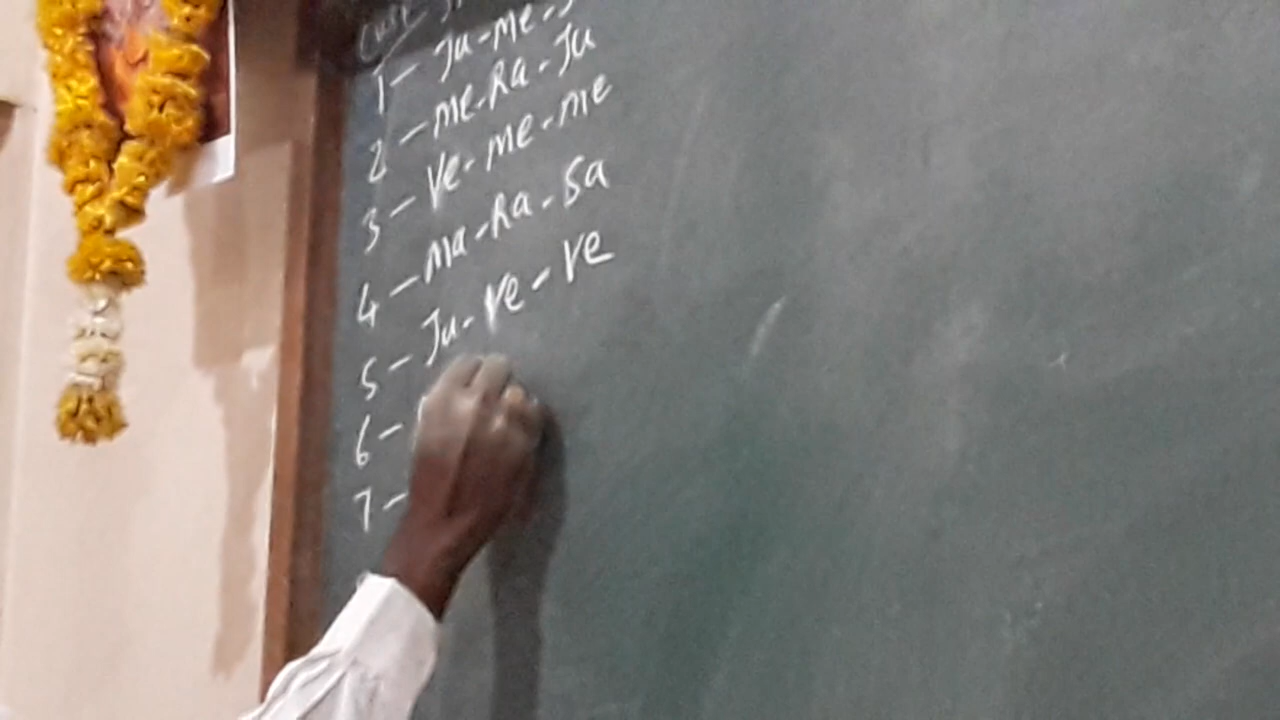 Cusp
1 - Ju - Me -
2 - Me - Ra - Ju
3 - Ve - Me - Me
4 - Ma - Ra - Sa
5 - Ju - Ve - Ve
6 -
7 -